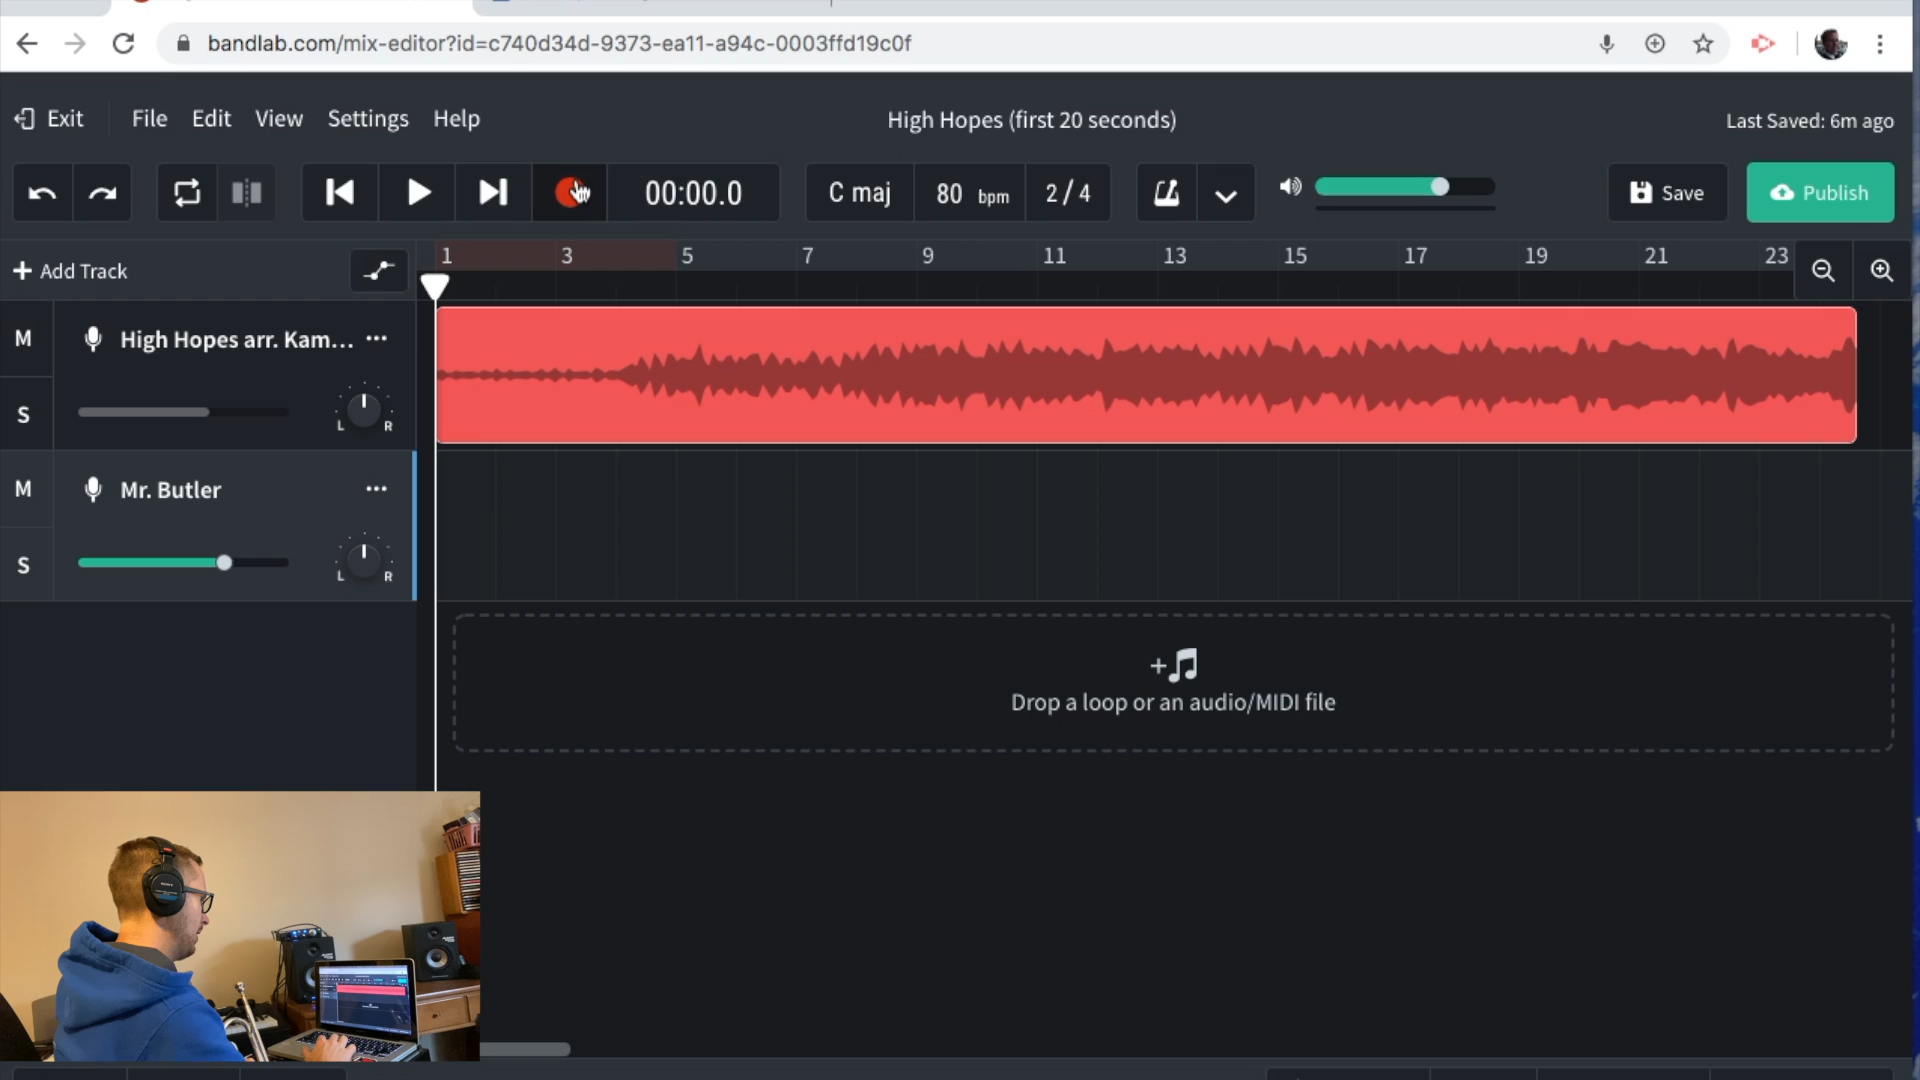 bandlab.com/mix-editor?id=c740d34d-9373-ea11-a94c-0003ffd19c0f
Exit File Edit View Settings Help High Hopes (first 20 seconds) Last Saved: 6m ago
00:00.0 C maj 80 bpm 2 / 4 Save Publish
+ Add Track 1 3 5 7 9 11 13 15 17 19 21 23
M High Hopes arr. Kam...
S L R
M Mr. Butler
S L R
Drop a loop or an audio/MIDI file